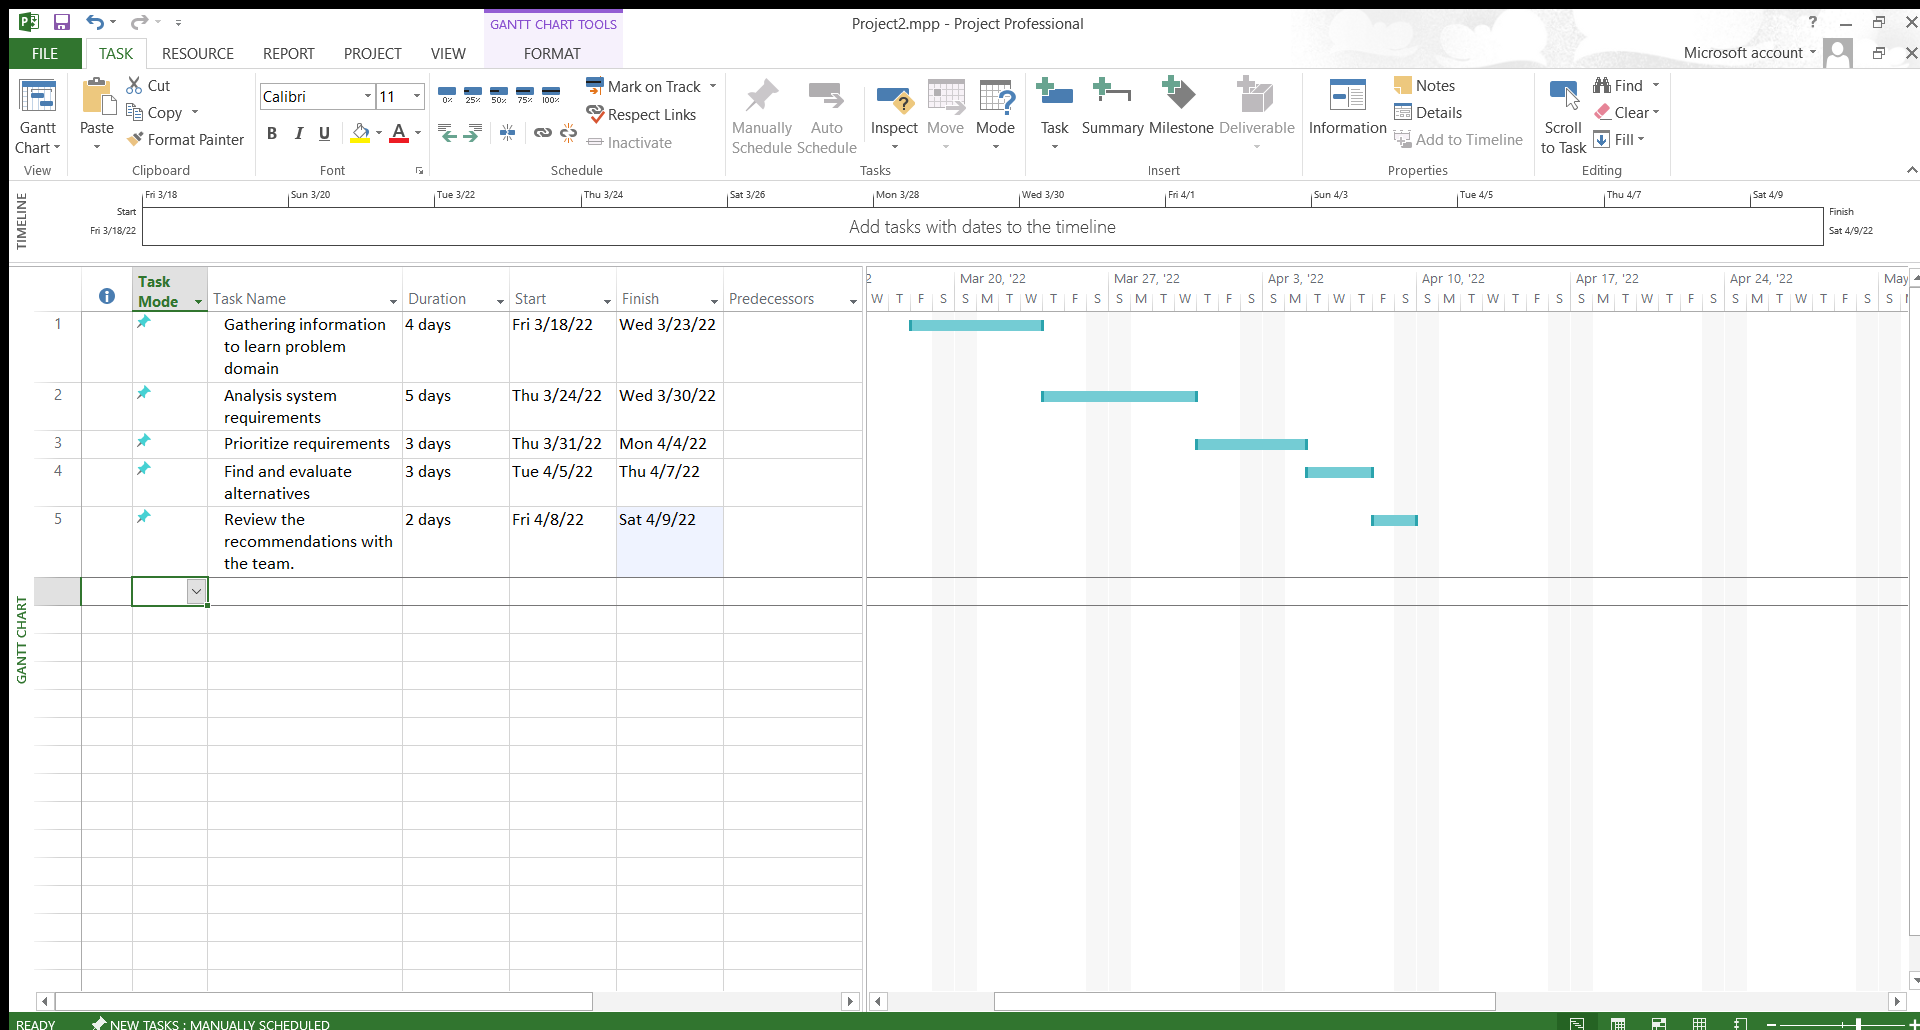 GANTT CHART TOOLS
Project2.mpp - Project Professional
?
FILE TASK RESOURCE REPORT PROJECT VIEW FORMAT
Microsoft account
Gantt
Chart
View
Paste
Cut
Copy
Format Painter
Clipboard
Calibri 11
B I U A
Font
0% 25% 50% 75% 100%
Mark on Track
Respect Links
Inactivate
Schedule
Manually
Schedule
Auto
Schedule
Inspect
Move
Mode
Tasks
Task
Summary
Milestone
Deliverable
Insert
Information
Notes
Details
Add to Timeline
Properties
Scroll
to Task
Find
Clear
Fill
Editing
TIMELINE
Fri 3/18 Sun 3/20 Tue 3/22 Thu 3/24 Sat 3/26 Mon 3/28 Wed 3/30 Fri 4/1 Sun 4/3 Tue 4/5 Thu 4/7 Sat 4/9
Start
Fri 3/18/22
Add tasks with dates to the timeline
Finish
Sat 4/9/22
GANTT CHART
Task
Mode
Task Name Duration Start Finish Predecessors
2 Mar 20, '22 Mar 27, '22 Apr 3, '22 Apr 10, '22 Apr 17, '22 Apr 24, '22 May
W T F S S M T W T F S S M T W T F S S M T W T F S S M T W T F S S M T W T F S S M T W T F S S
1 Gathering information 4 days Fri 3/18/22 Wed 3/23/22
to learn problem
domain
2 Analysis system 5 days Thu 3/24/22 Wed 3/30/22
requirements
3 Prioritize requirements 3 days Thu 3/31/22 Mon 4/4/22
4 Find and evaluate 3 days Tue 4/5/22 Thu 4/7/22
alternatives
5 Review the 2 days Fri 4/8/22 Sat 4/9/22
recommendations with
the team.
READY NEW TASKS : MANUALLY SCHEDULED